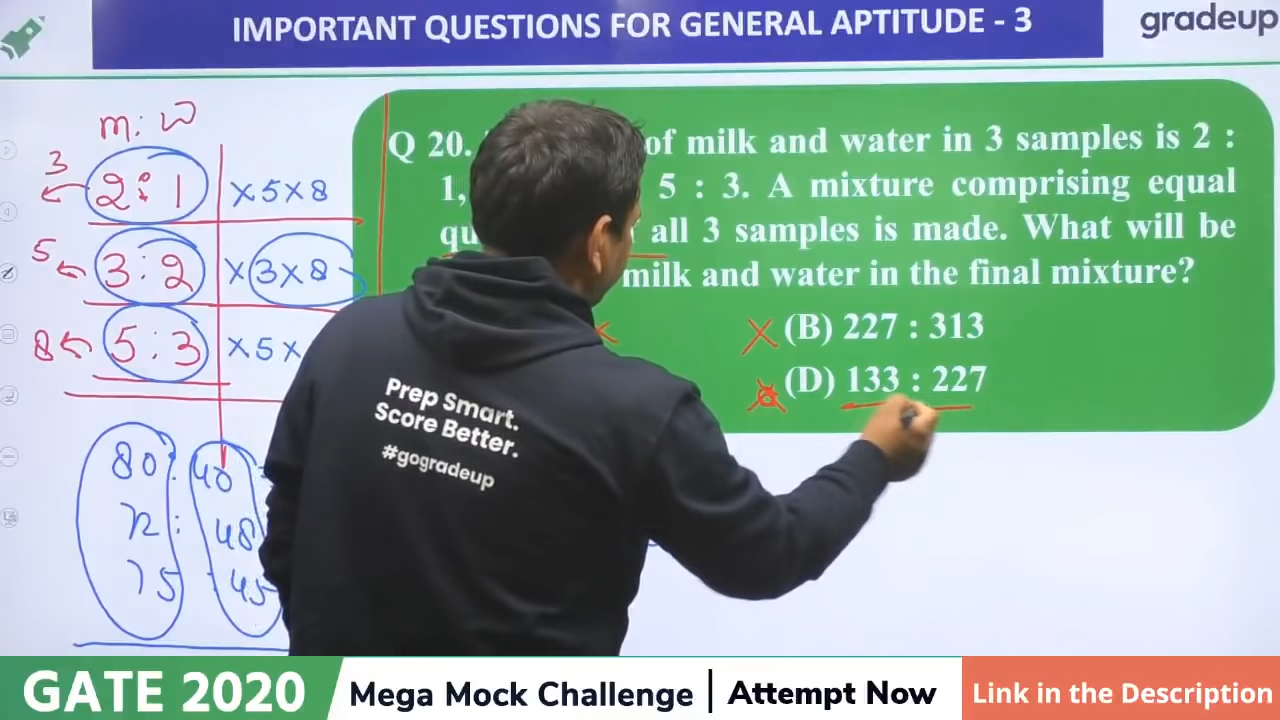 IMPORTANT QUESTIONS FOR GENERAL APTITUDE - 3
gradeup
m : W
3
2 : 1 × 5 × 8
5
3 : 2 × 3 × 8
8
5 : 3 × 5 ×
80 : 40
72 : 48
75 : 45
Q 20. of milk and water in 3 samples is 2 :
1, 5 : 3. A mixture comprising equal
all 3 samples is made. What will be
milk and water in the final mixture?
(B) 227 : 313
(D) 133 : 227
Prep Smart.
Score Better.
#gogradeup
GATE 2020
Mega Mock Challenge | Attempt Now
Link in the Description